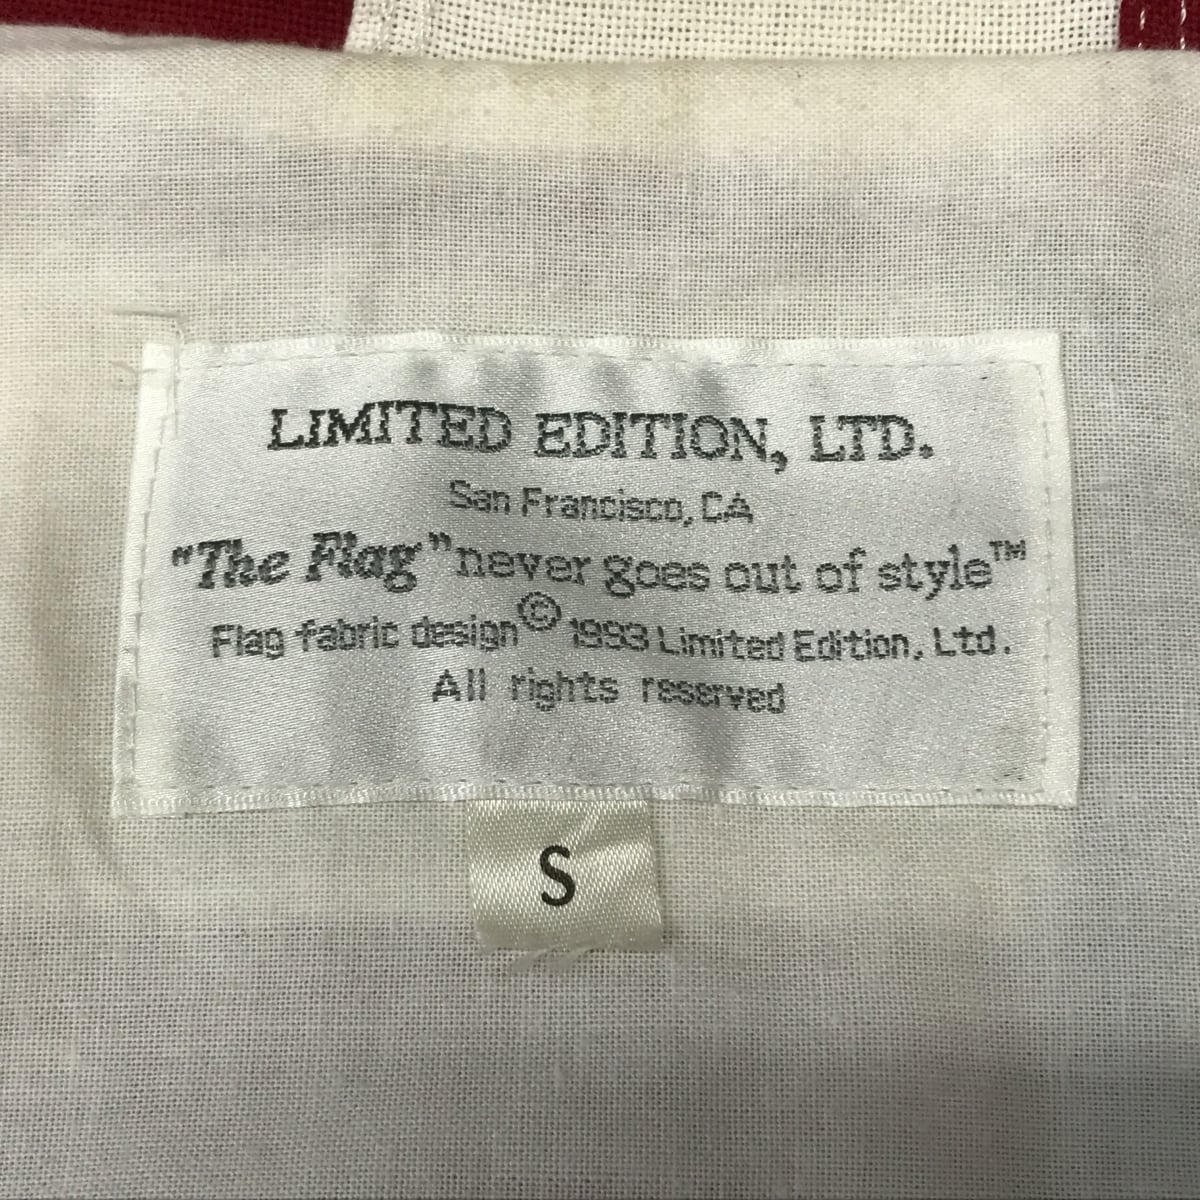 LIMITED EDITION, LTD.
San Francisco, CA
"The Flag" never goes out of style™
Flag fabric design © 1993 Limited Edition, Ltd.
All rights reserved
S